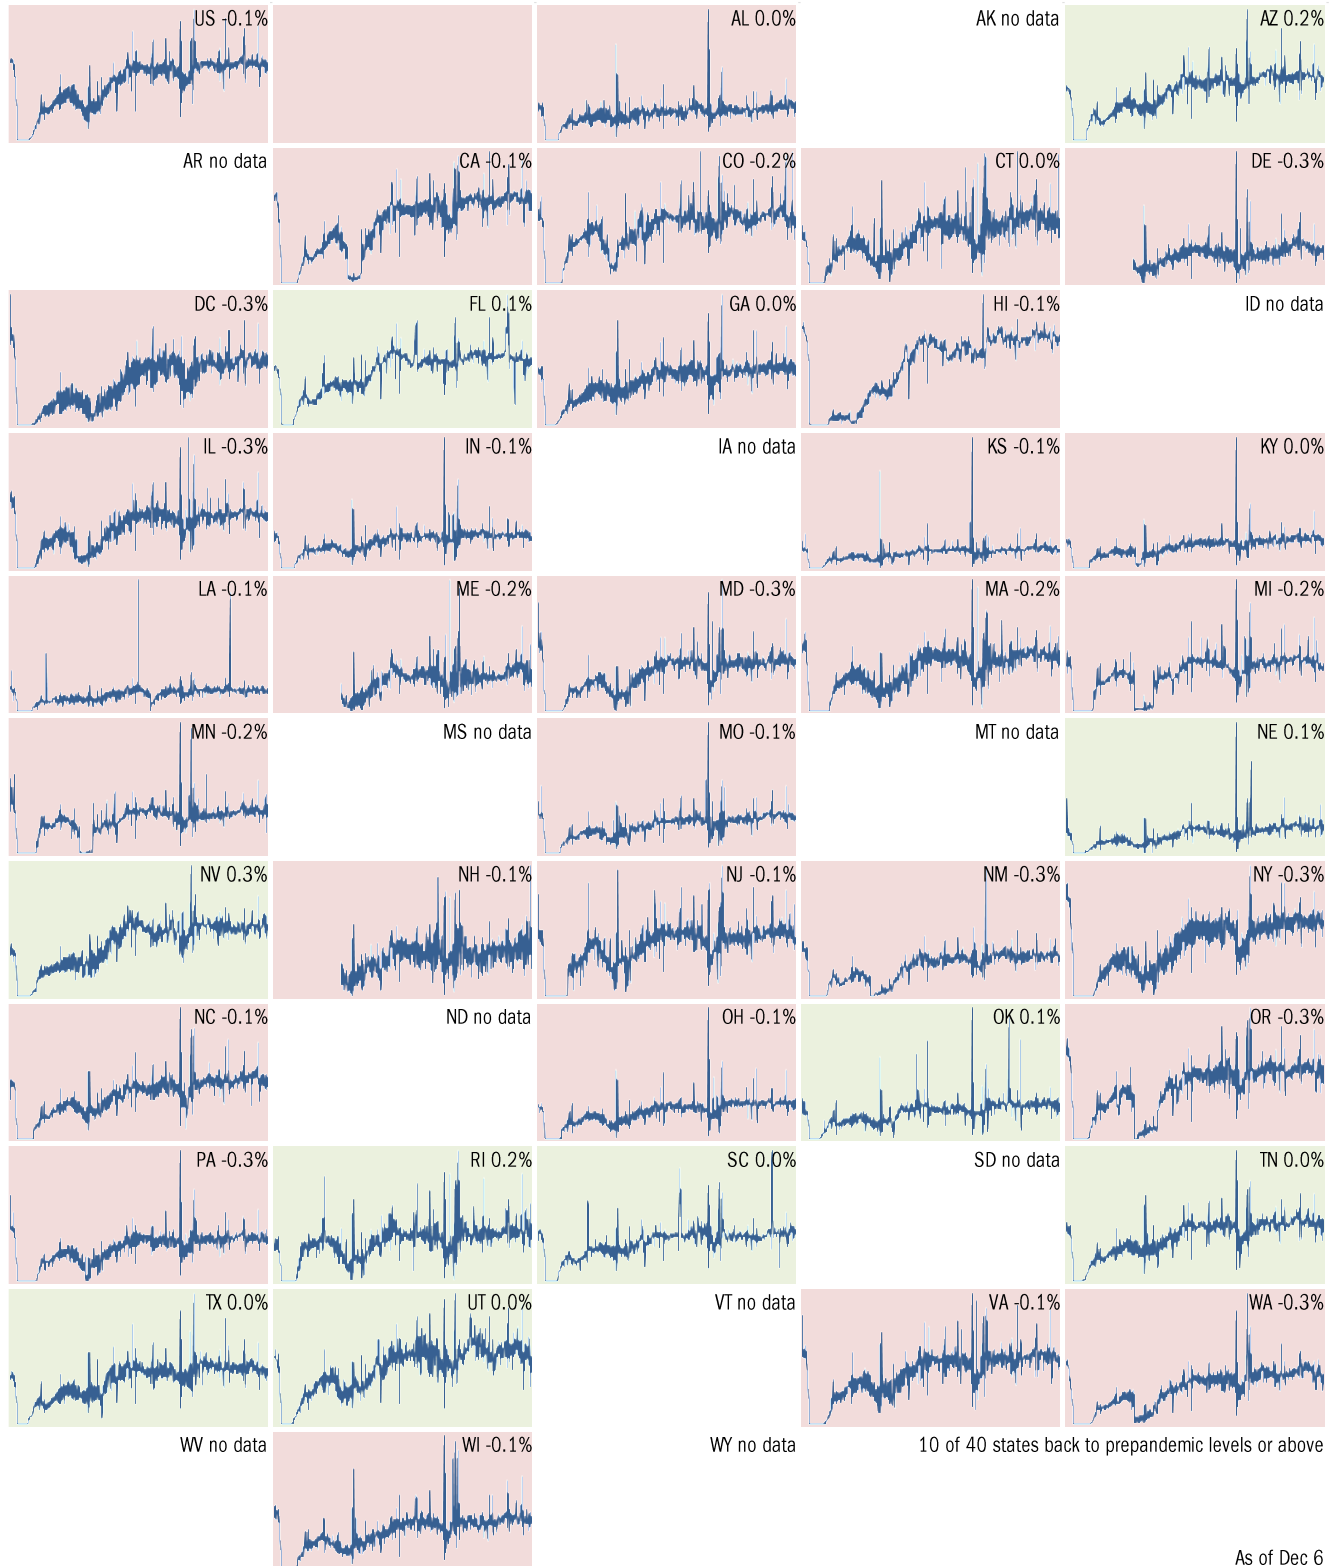 US -0.1%
AL 0.0%
AK no data
AZ 0.2%
AR no data
CA -0.1%
CO -0.2%
CT 0.0%
DE -0.3%
DC -0.3%
FL 0.1%
GA 0.0%
HI -0.1%
ID no data
IL -0.3%
IN -0.1%
IA no data
KS -0.1%
KY 0.0%
LA -0.1%
ME -0.2%
MD -0.3%
MA -0.2%
MI -0.2%
MN -0.2%
MS no data
MO -0.1%
MT no data
NE 0.1%
NV 0.3%
NH -0.1%
NJ -0.1%
NM -0.3%
NY -0.3%
NC -0.1%
ND no data
OH -0.1%
OK 0.1%
OR -0.3%
PA -0.3%
RI 0.2%
SC 0.0%
SD no data
TN 0.0%
TX 0.0%
UT 0.0%
VT no data
VA -0.1%
WA -0.3%
WV no data
WI -0.1%
WY no data
10 of 40 states back to prepandemic levels or above
As of Dec 6